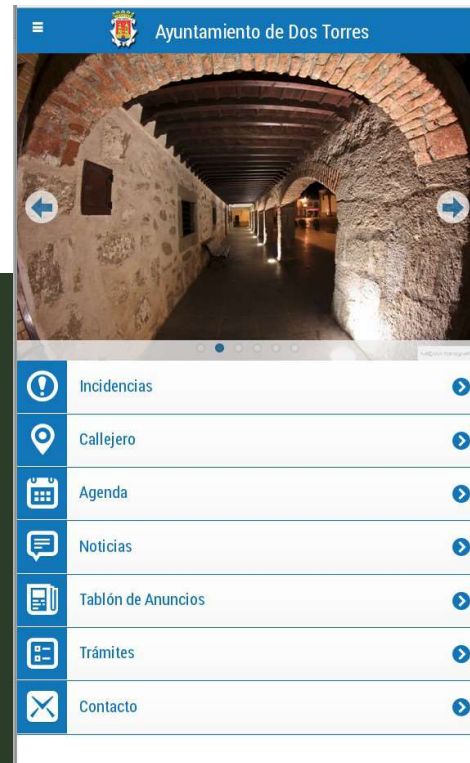 Ayuntamiento de Dos Torres
Incidencias
Callejero
Agenda
Noticias
Tablón de Anuncios
Trámites
Contacto